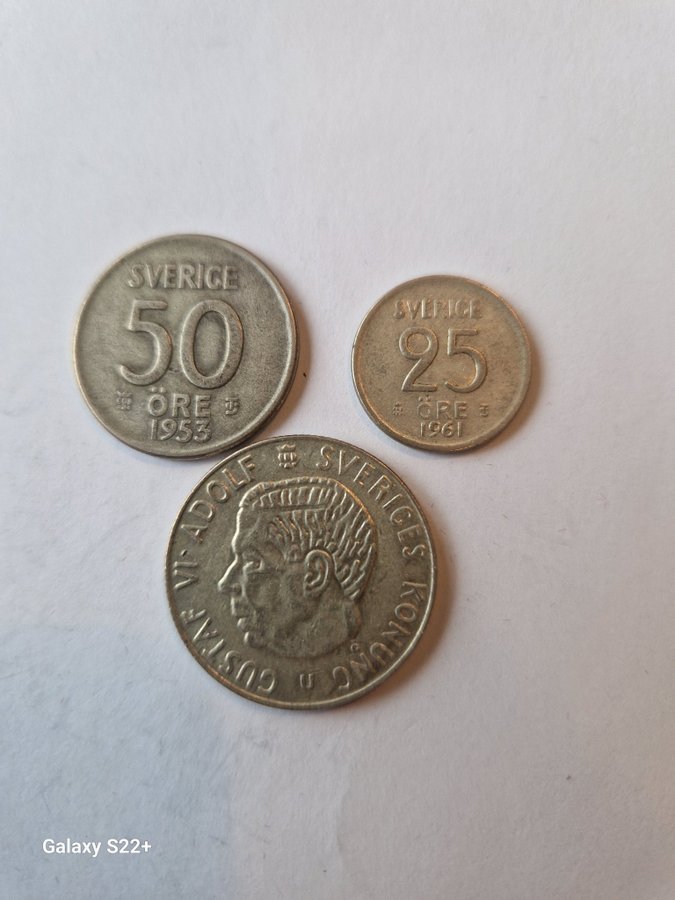 SVERIGE
50
ÖRE
1953
SVERIGE
25
ÖRE
1961
GUSTAF VI · ADOLF SVERIGES KONUNG
U
Galaxy S22+